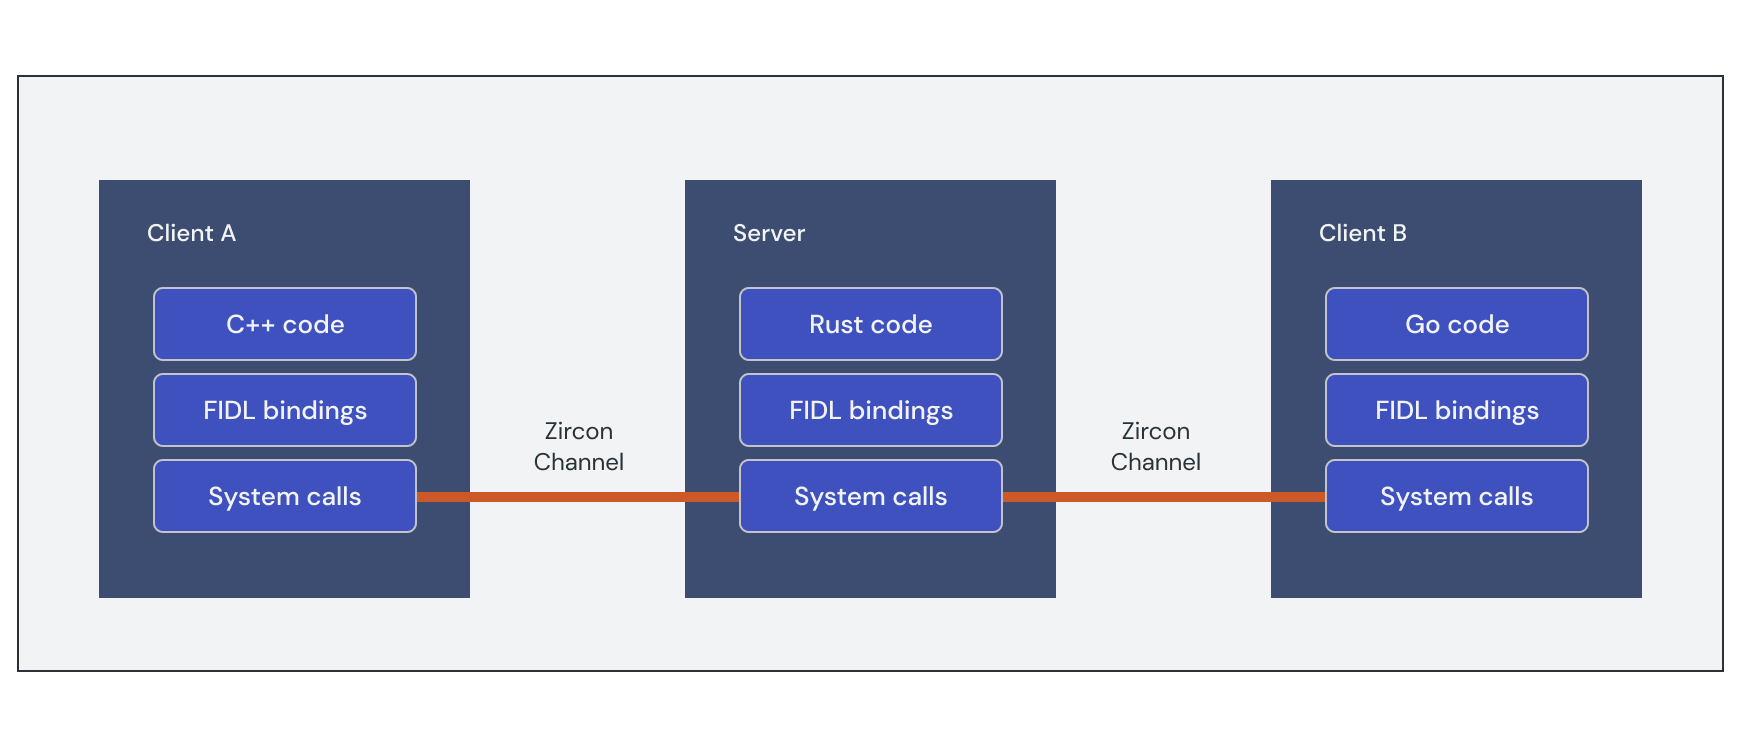 Client A
C++ code
FIDL bindings
System calls
Zircon
Channel
Server
Rust code
FIDL bindings
System calls
Zircon
Channel
Client B
Go code
FIDL bindings
System calls